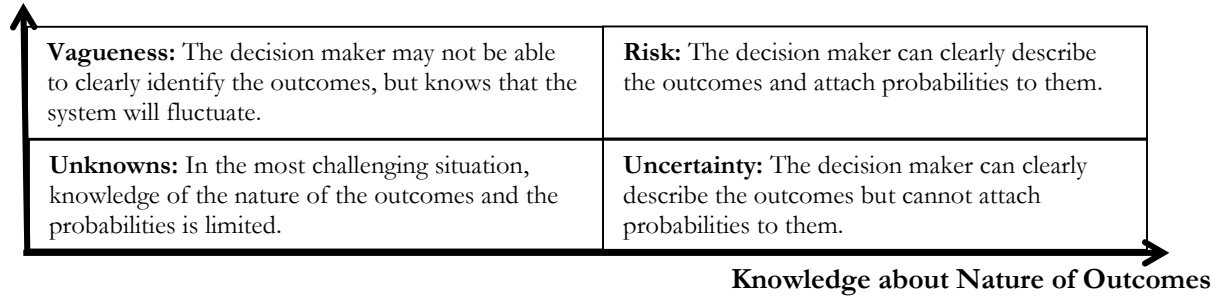 Vagueness: The decision maker may not be able
to clearly identify the outcomes, but knows that the
system will fluctuate.
Risk: The decision maker can clearly describe
the outcomes and attach probabilities to them.
Unknowns: In the most challenging situation,
knowledge of the nature of the outcomes and the
probabilities is limited.
Uncertainty: The decision maker can clearly
describe the outcomes but cannot attach
probabilities to them.
Knowledge about Nature of Outcomes